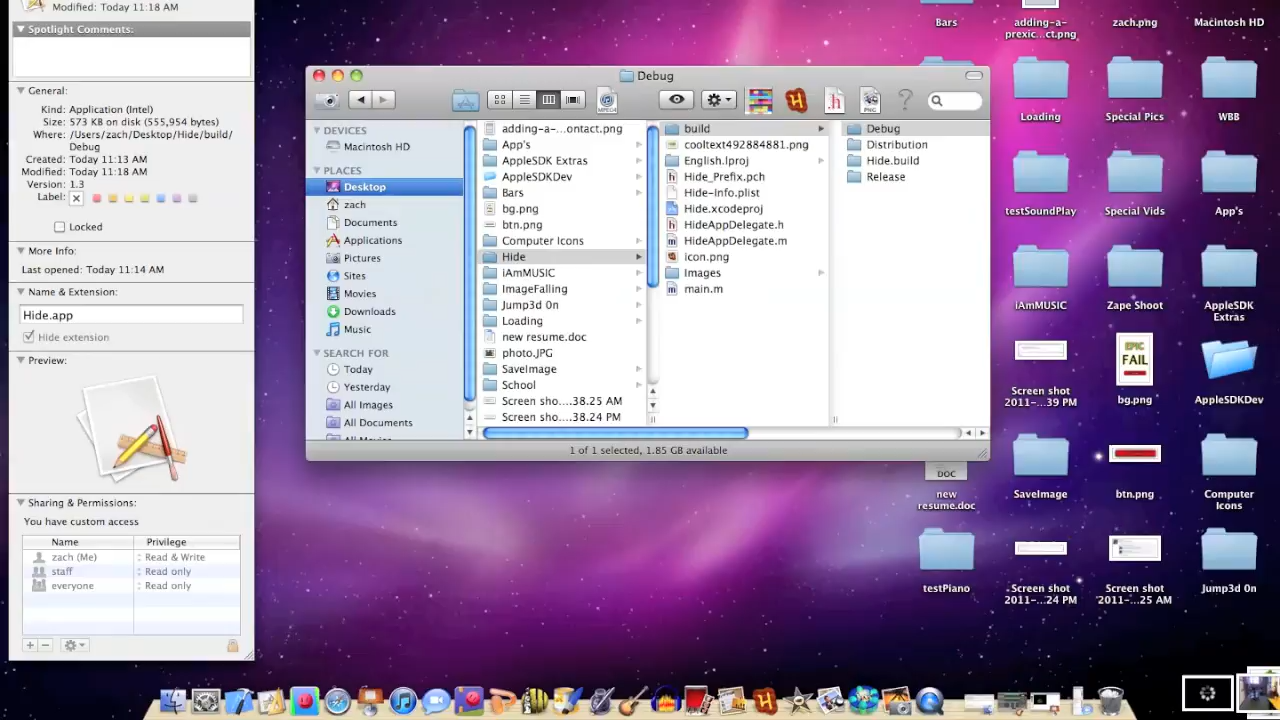 Modified: Today 11:18 AM
Spotlight Comments:
General:
Kind: Application (Intel)
Size: 573 KB on disk (555,954 bytes)
Where: /Users/zach/Desktop/Hide/build/
Debug
Created: Today 11:13 AM
Modified: Today 11:18 AM
Version: 1.3
Label:
Locked
More Info:
Last opened: Today 11:14 AM
Name & Extension:
Hide.app
Hide extension
Preview:
Sharing & Permissions:
You have custom access
Name Privilege
zach (Me) Read & Write
staff Read only
everyone Read only
Debug
MPEG4
DEVICES
Macintosh HD
PLACES
Desktop
zach
Documents
Applications
Pictures
Sites
Movies
Downloads
Music
SEARCH FOR
Today
Yesterday
All Images
All Documents
adding-a-...ontact.png
App's
AppleSDK Extras
AppleSDKDev
Bars
bg.png
btn.png
Computer Icons
Hide
iAmMUSIC
ImageFalling
Jump3d 0n
Loading
new resume.doc
photo.JPG
SaveImage
School
Screen sho....38.25 AM
Screen sho....38.24 PM
build
cooltext492884881.png
English.lproj
Hide_Prefix.pch
Hide-Info.plist
Hide.xcodeproj
HideAppDelegate.h
HideAppDelegate.m
icon.png
Images
main.m
Debug
Distribution
Hide.build
Release
1 of 1 selected, 1.85 GB available
Bars
adding-a-
prexic...ct.png
zach.png
Macintosh HD
Loading
Special Pics
WBB
testSoundPlay
Special Vids
App's
iAmMUSIC
Zape Shoot
AppleSDK
Extras
Screen shot
2011-...39 PM
EPIC
FAIL
bg.png
AppleSDKDev
DOC
new
resume.doc
SaveImage
btn.png
Computer
Icons
testPiano
Screen shot
2011-...24 PM
Screen shot
2011-...25 AM
Jump3d 0n